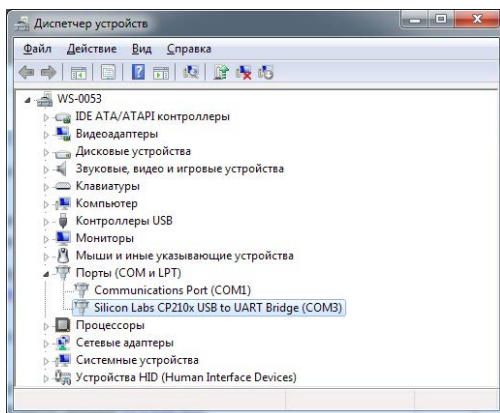 Диспетчер устройств
Файл Действие Вид Справка
WS-0053
IDE ATA/ATAPI контроллеры
Видеоадаптеры
Дисковые устройства
Звуковые, видео и игровые устройства
Клавиатуры
Компьютер
Контроллеры USB
Мониторы
Мыши и иные указывающие устройства
Порты (COM и LPT)
Communications Port (COM1)
Silicon Labs CP210x USB to UART Bridge (COM3)
Процессоры
Сетевые адаптеры
Системные устройства
Устройства HID (Human Interface Devices)